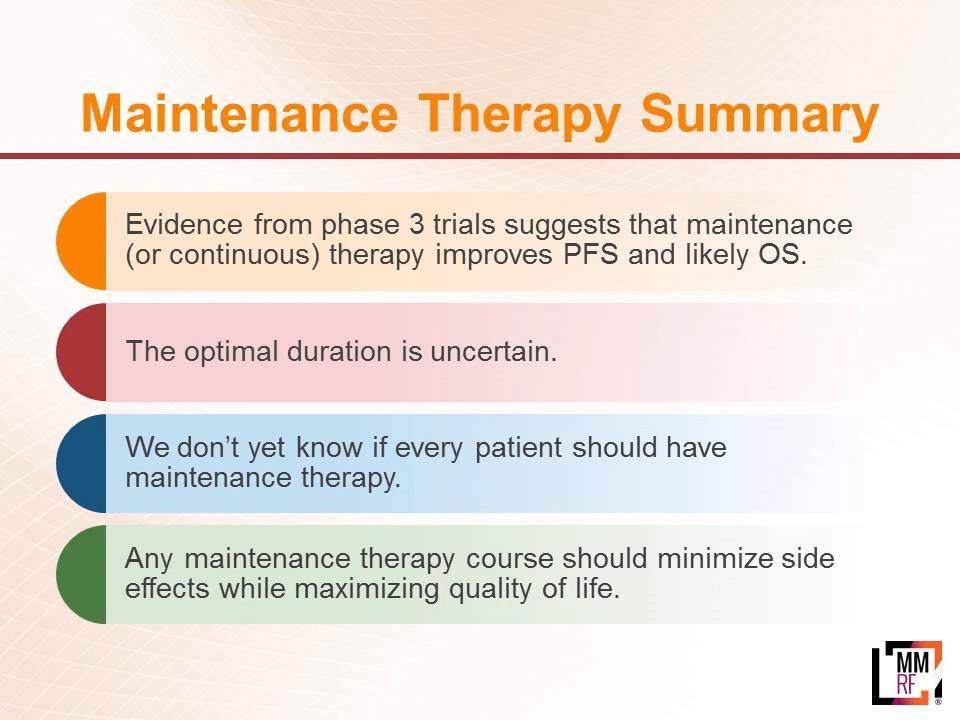 Maintenance Therapy Summary
Evidence from phase 3 trials suggests that maintenance
(or continuous) therapy improves PFS and likely OS.
The optimal duration is uncertain.
We don’t yet know if every patient should have
maintenance therapy.
Any maintenance therapy course should minimize side
effects while maximizing quality of life.
MM
RF
®